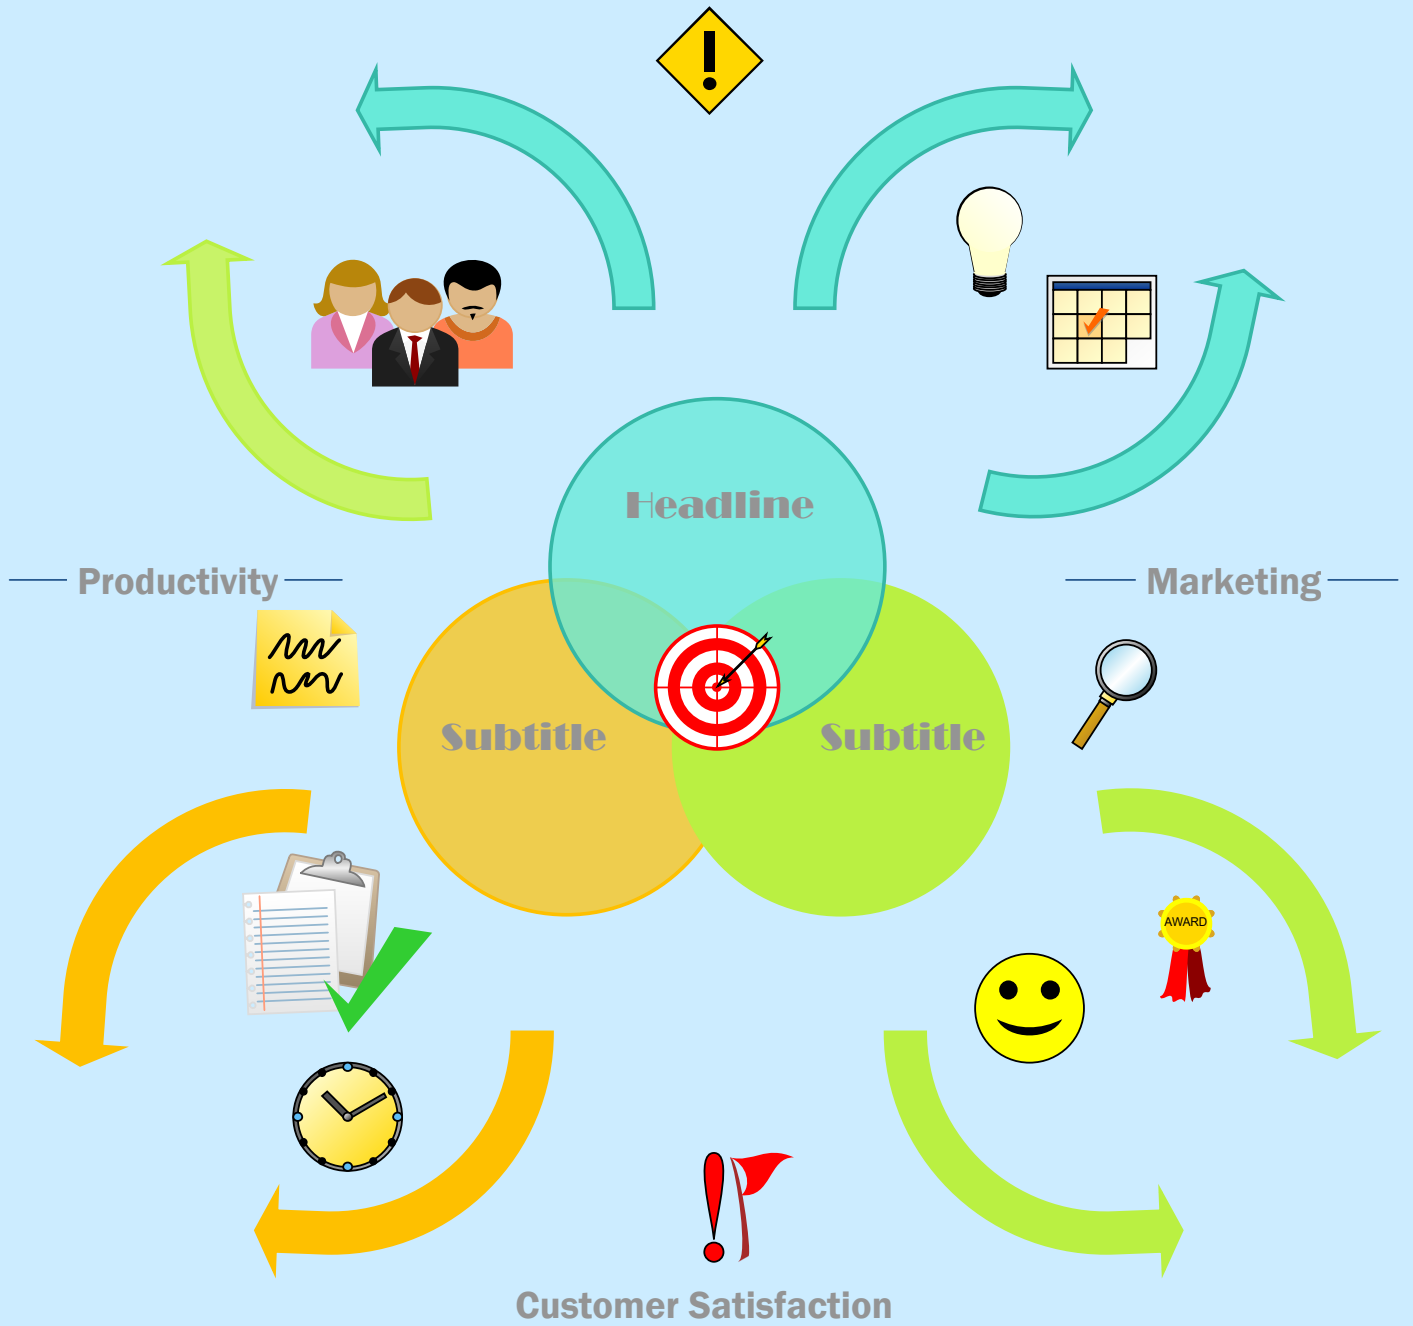 Headline
Productivity
Marketing
Subtitle
Subtitle
AWARD
Customer Satisfaction